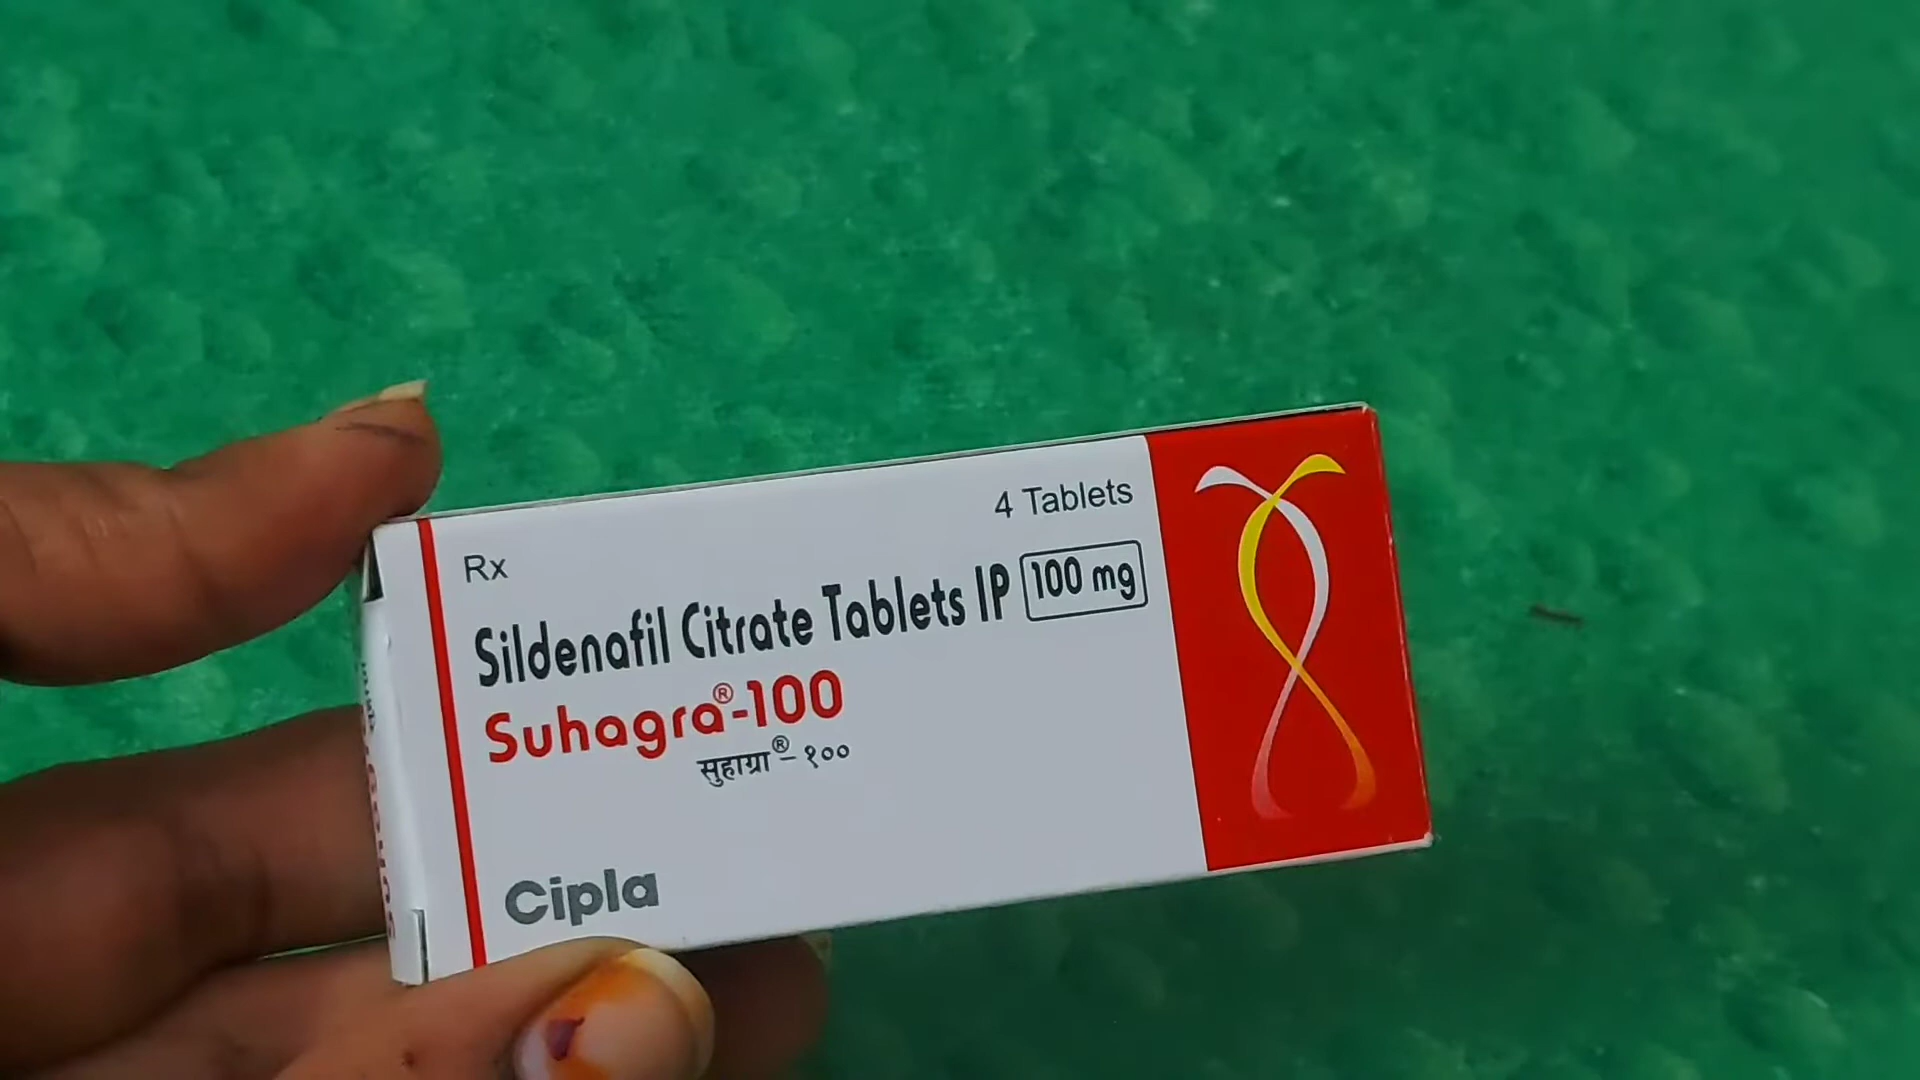 4 Tablets
Rx
Sildenafil Citrate Tablets IP 100 mg
Suhagra®-100
सुहाग्रा® – १००
Cipla